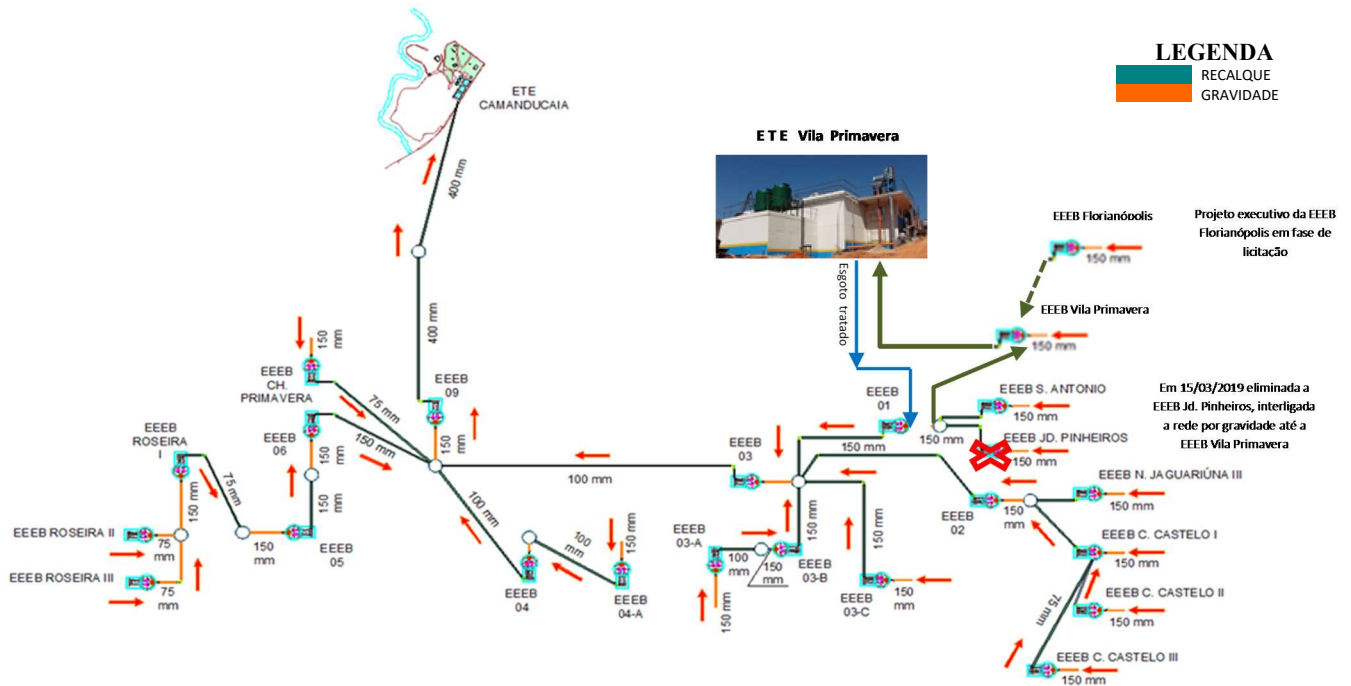 LEGENDA
RECALQUE
GRAVIDADE
ETE
CAMANDUCAIA
400 mm
400 mm
E T E Vila Primavera
Esgoto tratado
EEEB Florianópolis
150 mm
Projeto executivo da EEEB
Florianópolis em fase de
licitação
EEEB Vila Primavera
150 mm
Em 15/03/2019 eliminada a
EEEB Jd. Pinheiros, interligada
a rede por gravidade até a
EEEB Vila Primavera
150
mm
EEEB
CH.
PRIMAVERA
75 mm
EEEB
09
150
mm
EEEB
ROSEIRA
I
75 mm
150 mm
EEEB
06
150
mm
150 mm
150
mm
EEEB ROSEIRA II
75
mm
EEEB ROSEIRA III
75
mm
150
mm
EEEB
05
100 mm
100 mm
EEEB
04
100
mm
150
mm
EEEB
04-A
EEEB
03
EEEB
01
150 mm
150 mm
EEEB S. ANTONIO
150 mm
EEEB JD. PINHEIROS
150 mm
EEEB N. JAGUARIÚNA III
150 mm
EEEB
02
150
mm
EEEB
03-A
100
mm
150
mm
150 mm
EEEB
03-B
150 mm
150 mm
EEEB
03-C
150
mm
EEEB C. CASTELO I
150 mm
EEEB C. CASTELO II
150 mm
75 mm
EEEB C. CASTELO III
150 mm